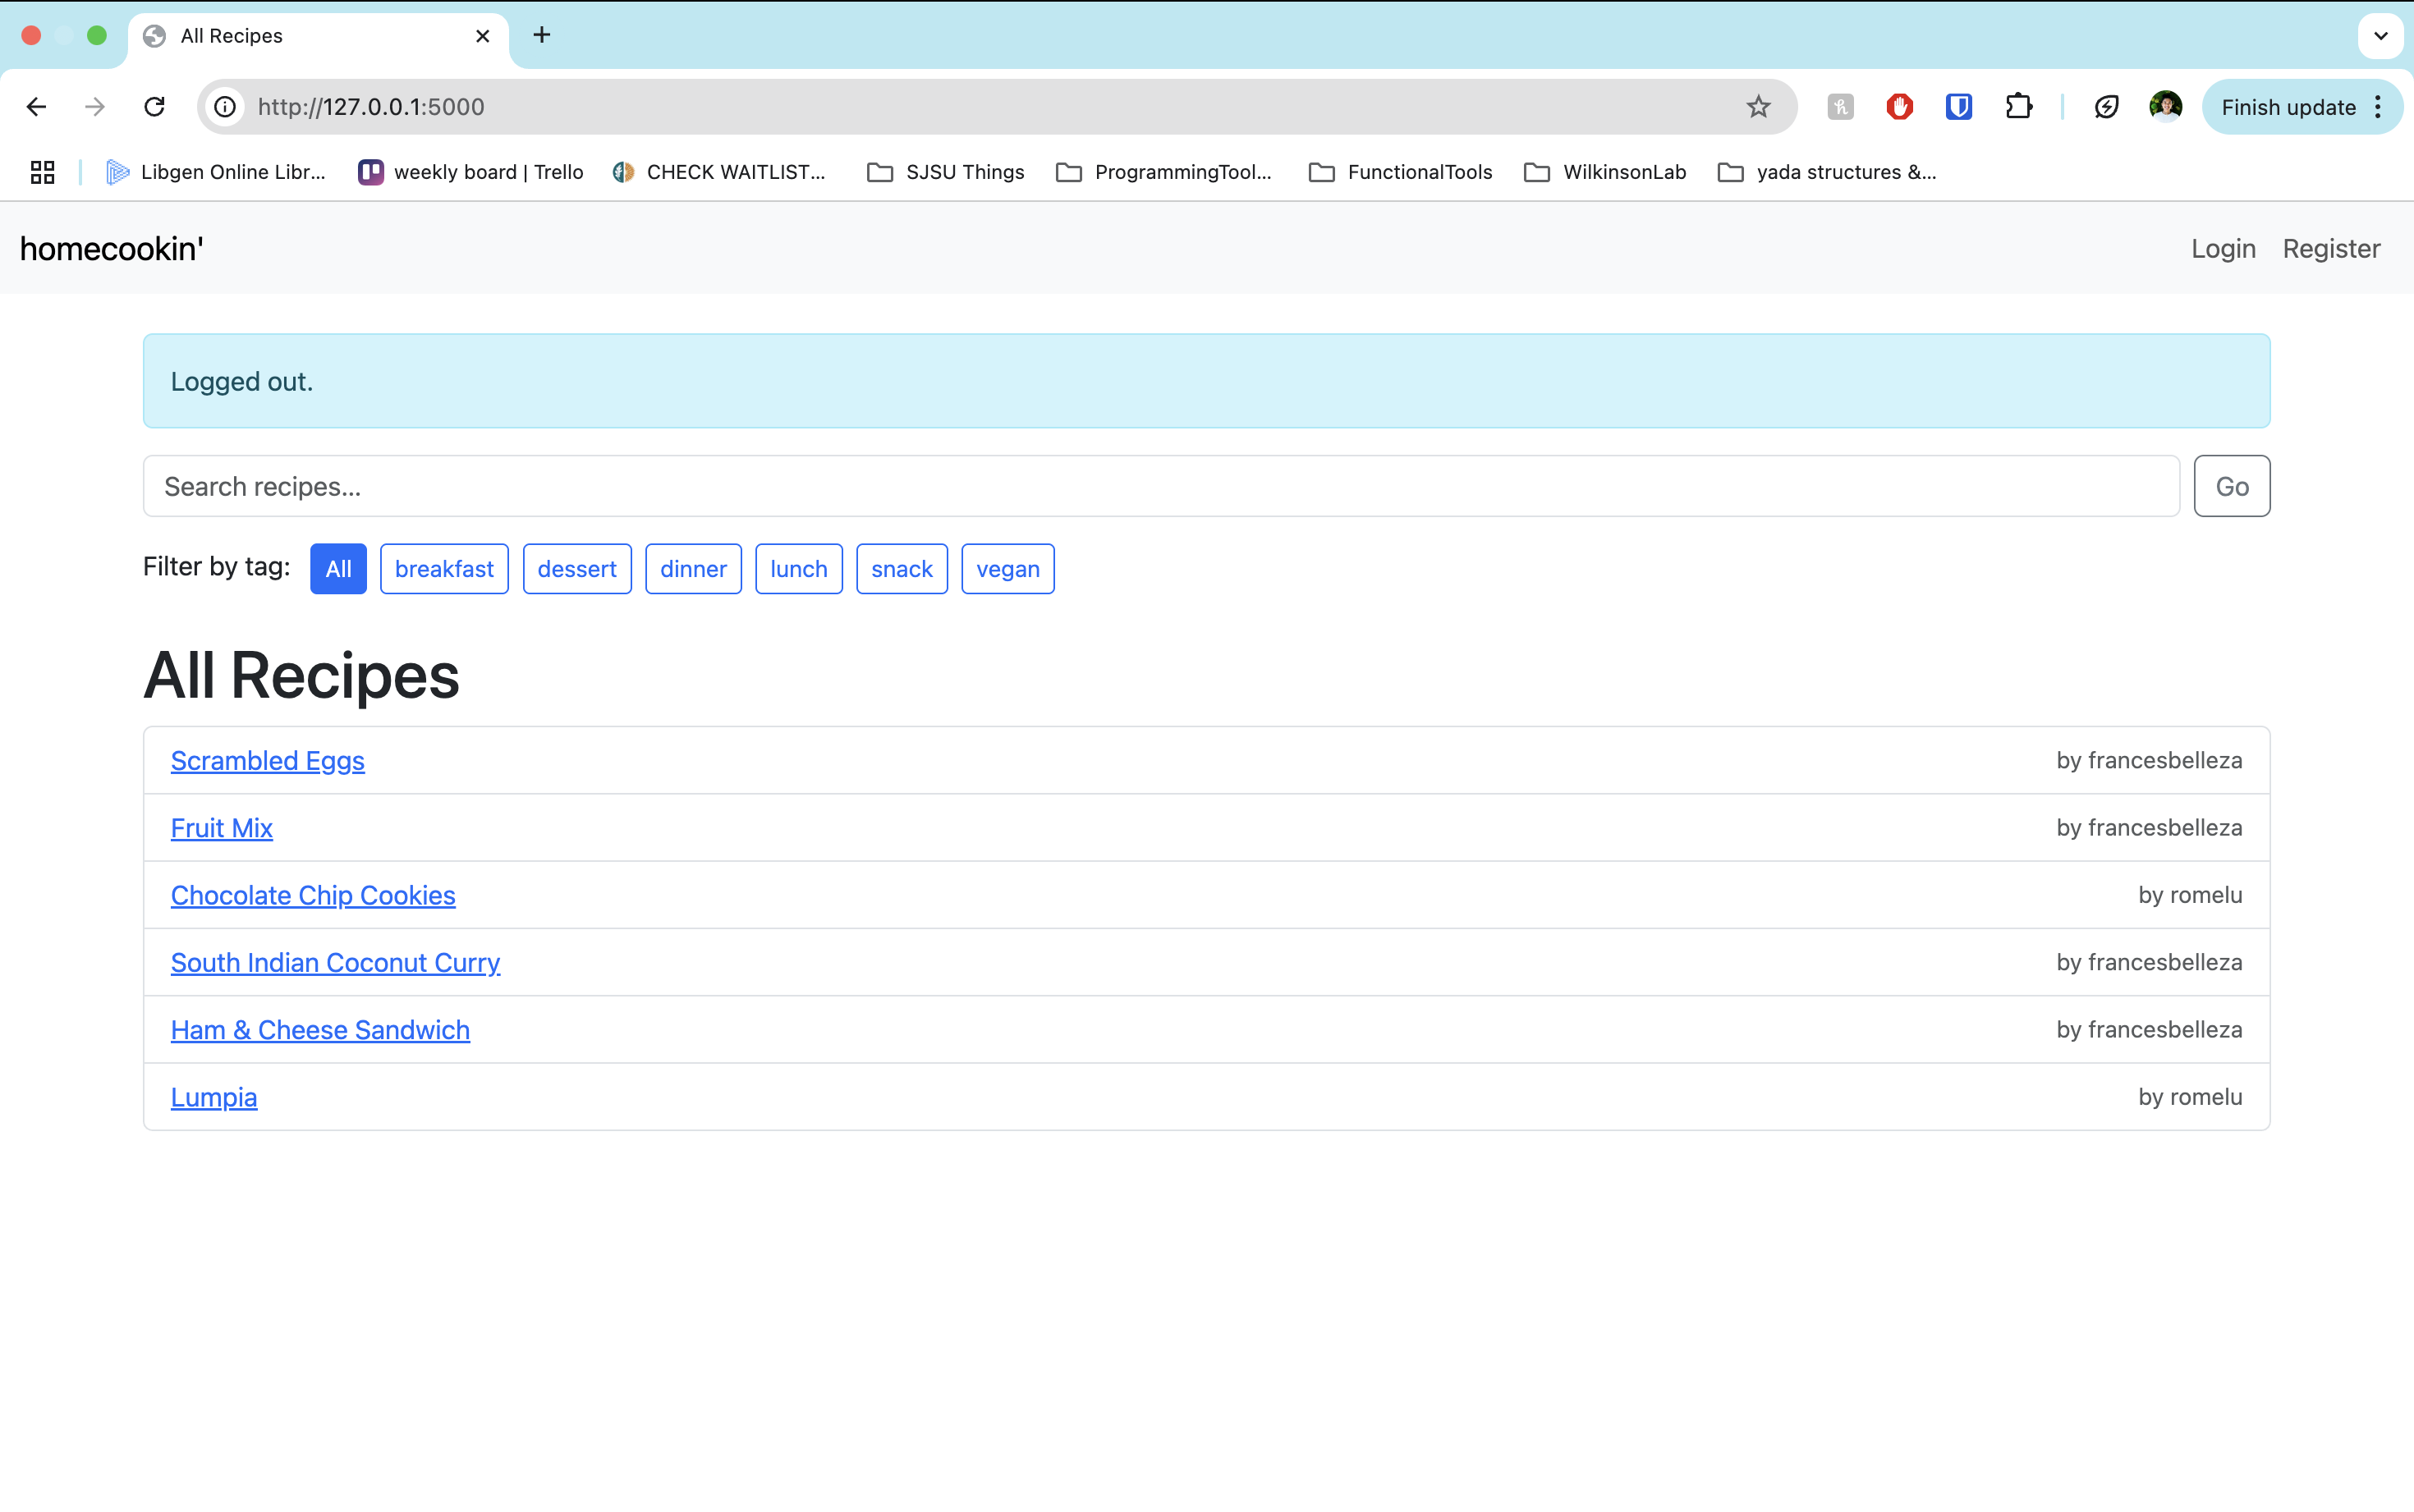 All Recipes
http://127.0.0.1:5000
Finish update
Libgen Online Libr... weekly board | Trello CHECK WAITLIST... SJSU Things ProgrammingTool... FunctionalTools WilkinsonLab yada structures &...
homecookin' Login Register
Logged out.
Search recipes... Go
Filter by tag: All breakfast dessert dinner lunch snack vegan
All Recipes
Scrambled Eggs by francesbelleza
Fruit Mix by francesbelleza
Chocolate Chip Cookies by romelu
South Indian Coconut Curry by francesbelleza
Ham & Cheese Sandwich by francesbelleza
Lumpia by romelu